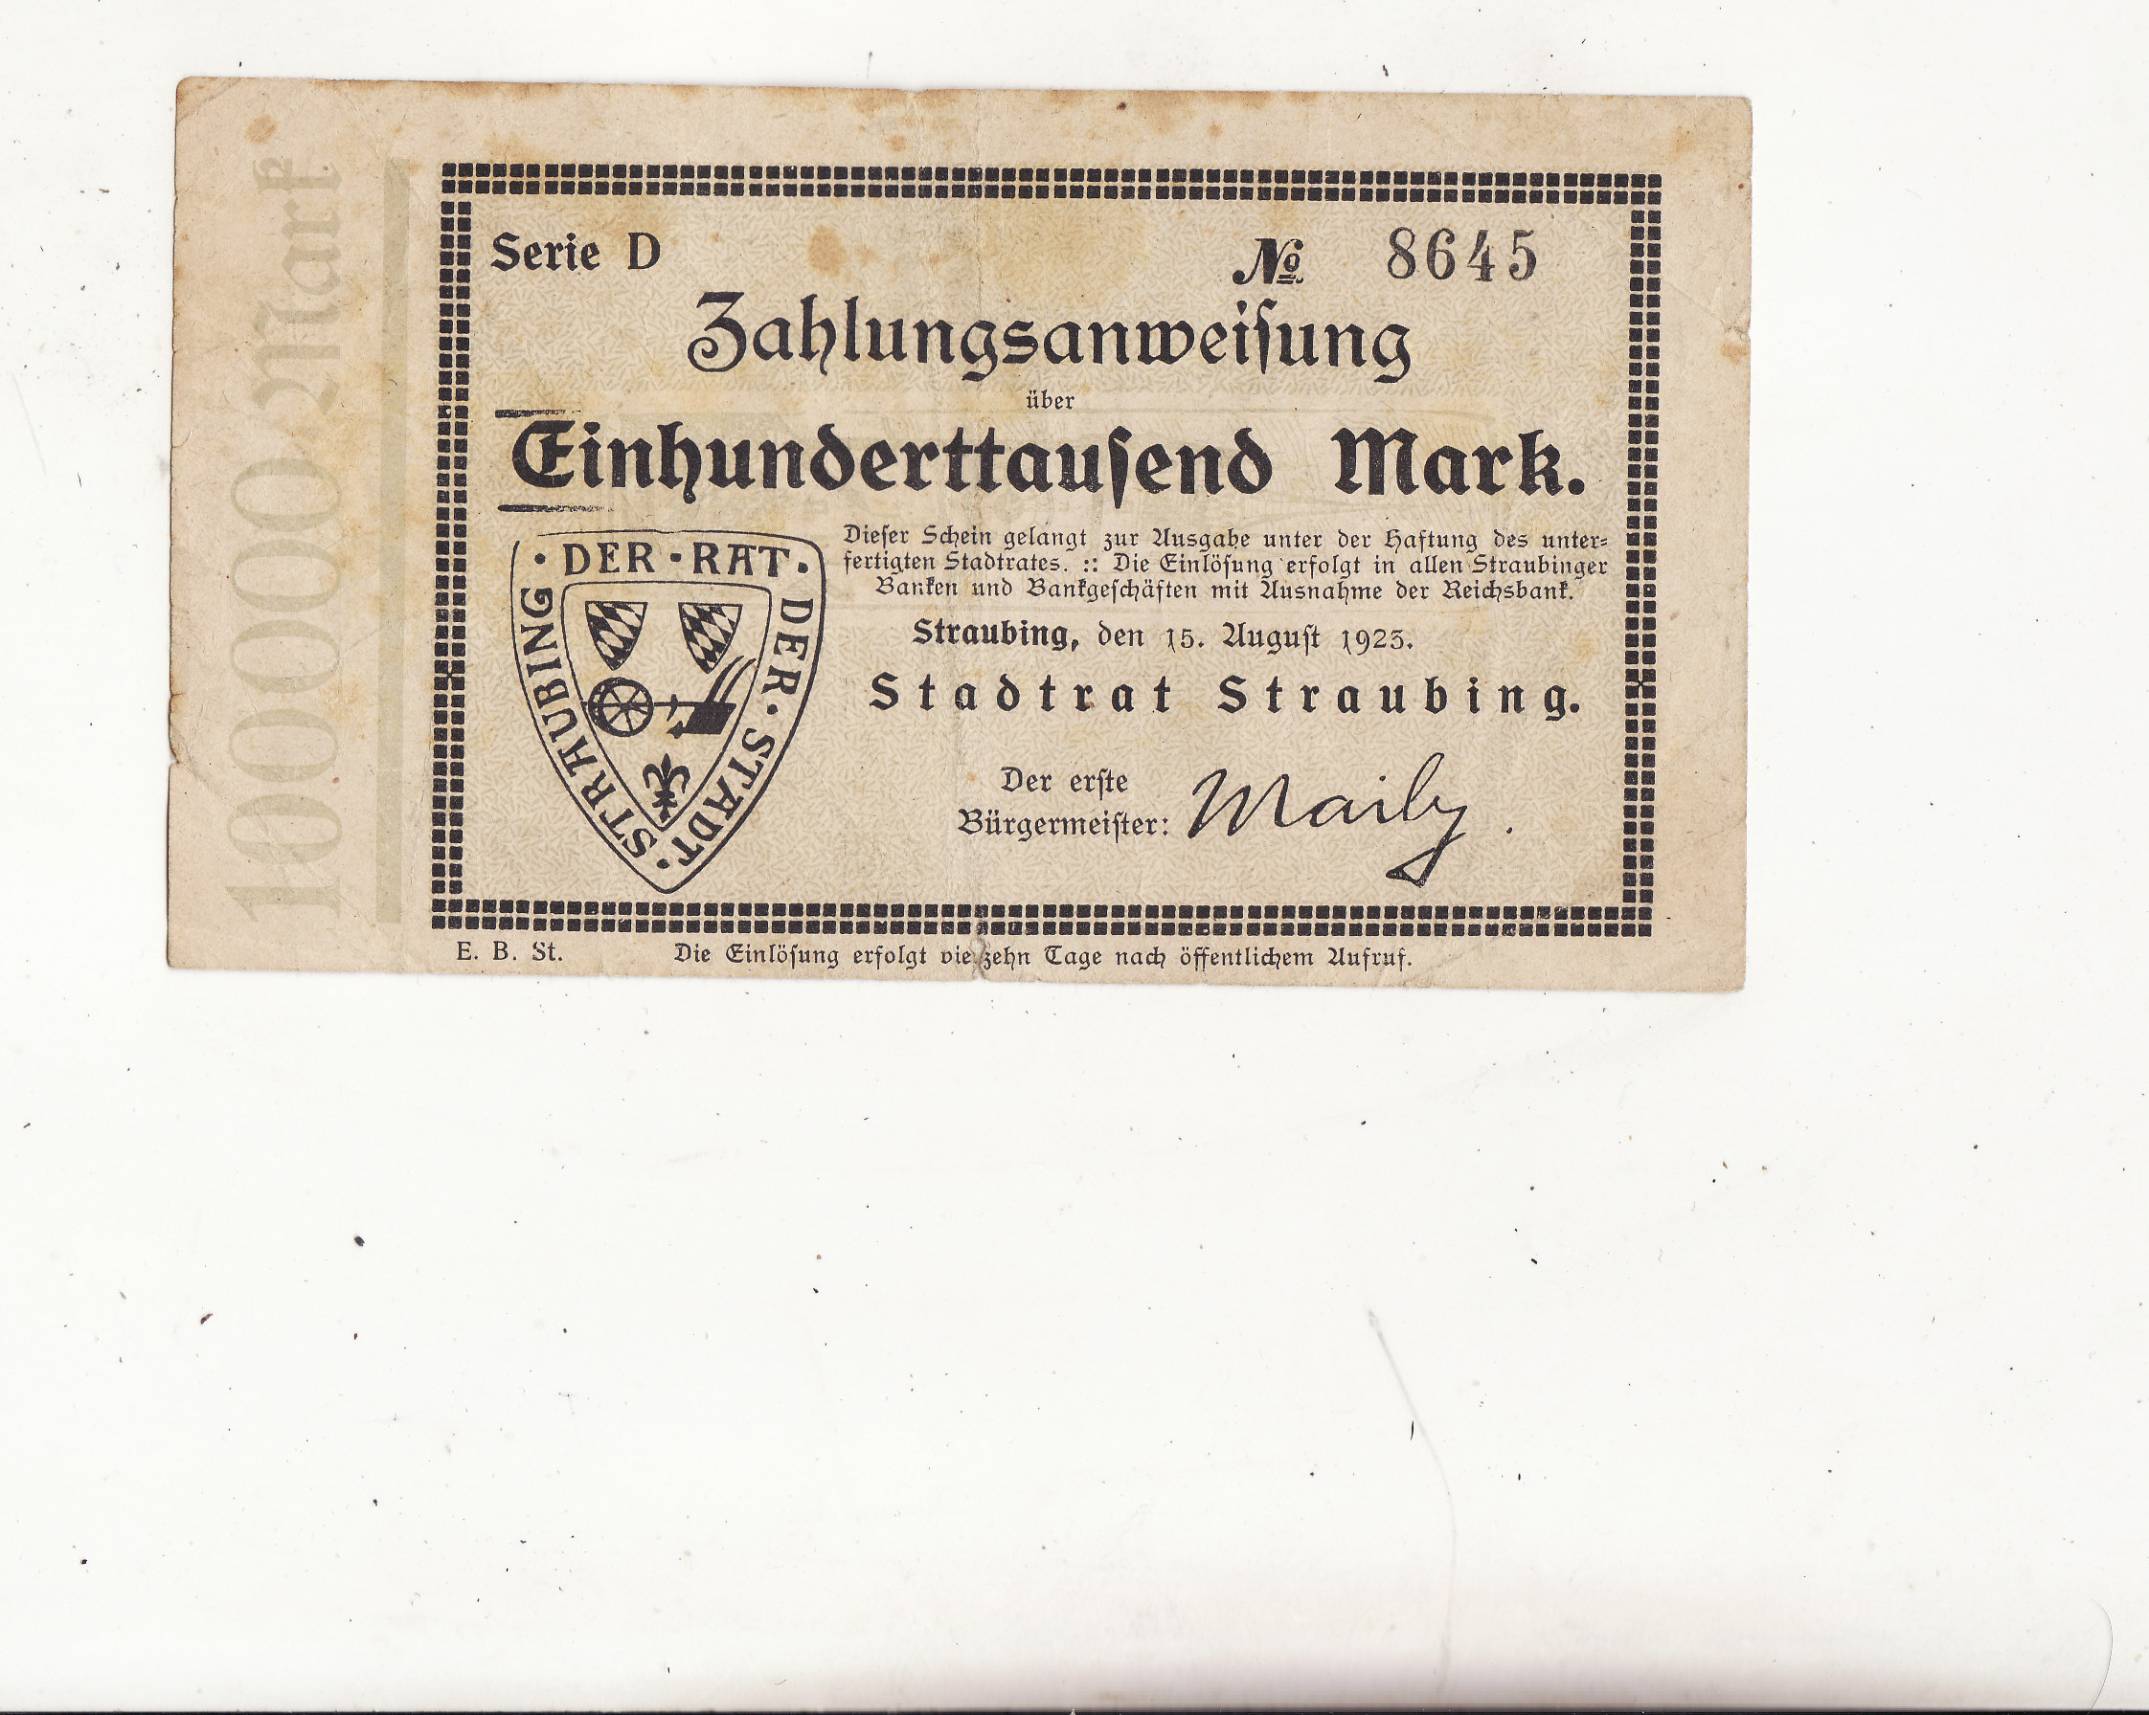 Serie D
№ 8645
Zahlungsanweisung
über
Einhunderttausend Mark.
Dieser Schein gelangt zur Ausgabe unter der Haftung des unter=
fertigten Stadtrates. :: Die Einlösung erfolgt in allen Straubinger
Banken und Bankgeschäften mit Ausnahme der Reichsbank.
Straubing, den 15. August 1923.
Stadtrat Straubing.
Der erste
Bürgermeister:
· DER · RAT · DER · STADT · STRAUBING
100000 Mark
E. B. St.
Die Einlösung erfolgt vierzehn Tage nach öffentlichem Aufruf.